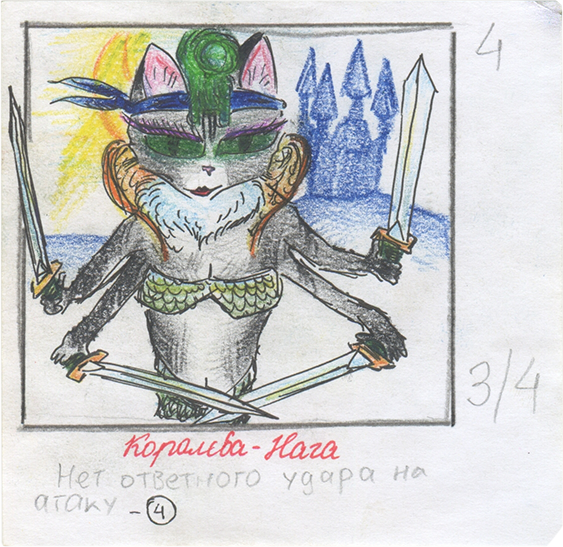 4
3/4
Королева-Нага
Нет ответного удара на
атаку - 4